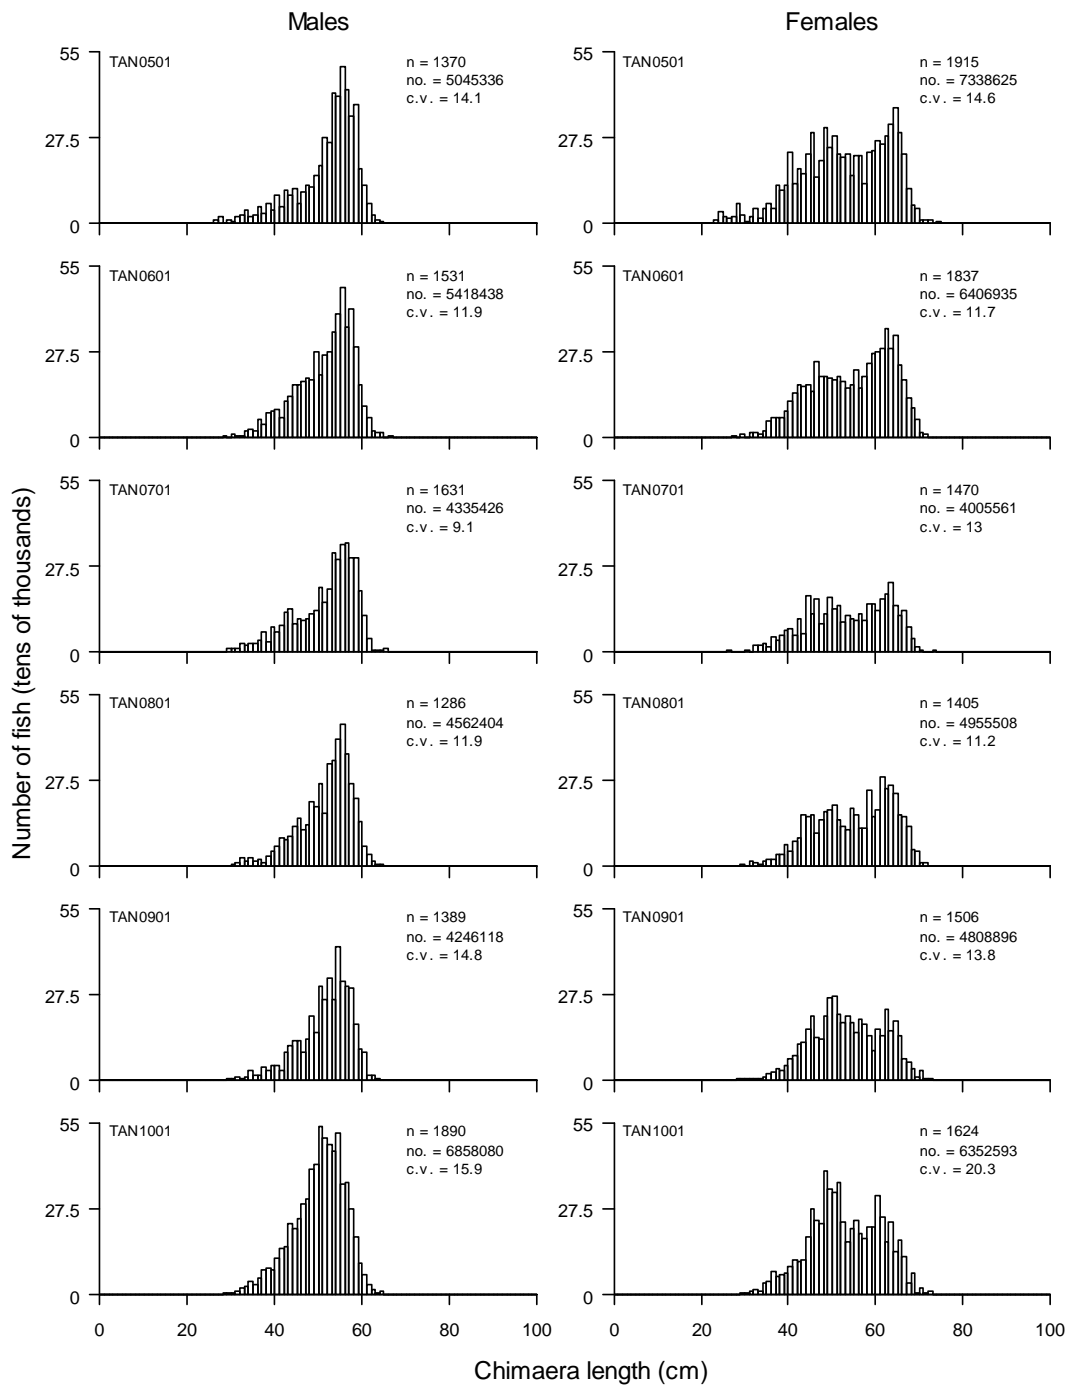 Males Females
55 TAN0501 n = 1370 TAN0501 n = 1915
no. = 5045336 no. = 7338625
c.v. = 14.1 c.v. = 14.6
27.5
0 0
55 TAN0601 n = 1531 55 TAN0601 n = 1837
no. = 5418438 no. = 6406935
c.v. = 11.9 c.v. = 11.7
27.5 27.5
0 0
55 TAN0701 n = 1631 55 TAN0701 n = 1470
no. = 4335426 no. = 4005561
c.v. = 9.1 c.v. = 13
27.5 27.5
0 0
55 TAN0801 n = 1286 55 TAN0801 n = 1405
no. = 4562404 no. = 4955508
c.v. = 11.9 c.v. = 11.2
27.5 27.5
0 0
55 TAN0901 n = 1389 55 TAN0901 n = 1506
no. = 4246118 no. = 4808896
c.v. = 14.8 c.v. = 13.8
27.5 27.5
0 0
55 TAN1001 n = 1890 55 TAN1001 n = 1624
no. = 6858080 no. = 6352593
c.v. = 15.9 c.v. = 20.3
27.5 27.5
0 0
0 20 40 60 80 100 0 20 40 60 80 100
Number of fish (tens of thousands)
Chimaera length (cm)